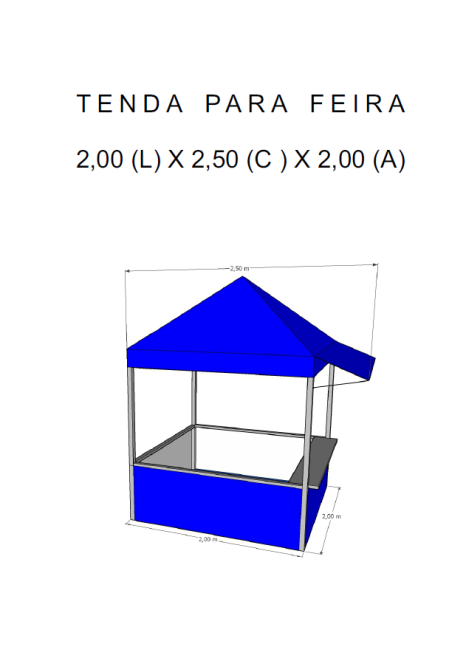 TENDA PARA FEIRA
2,00 (L) X 2,50 (C ) X 2,00 (A)
2,50 m
2,00 m
2,00 m